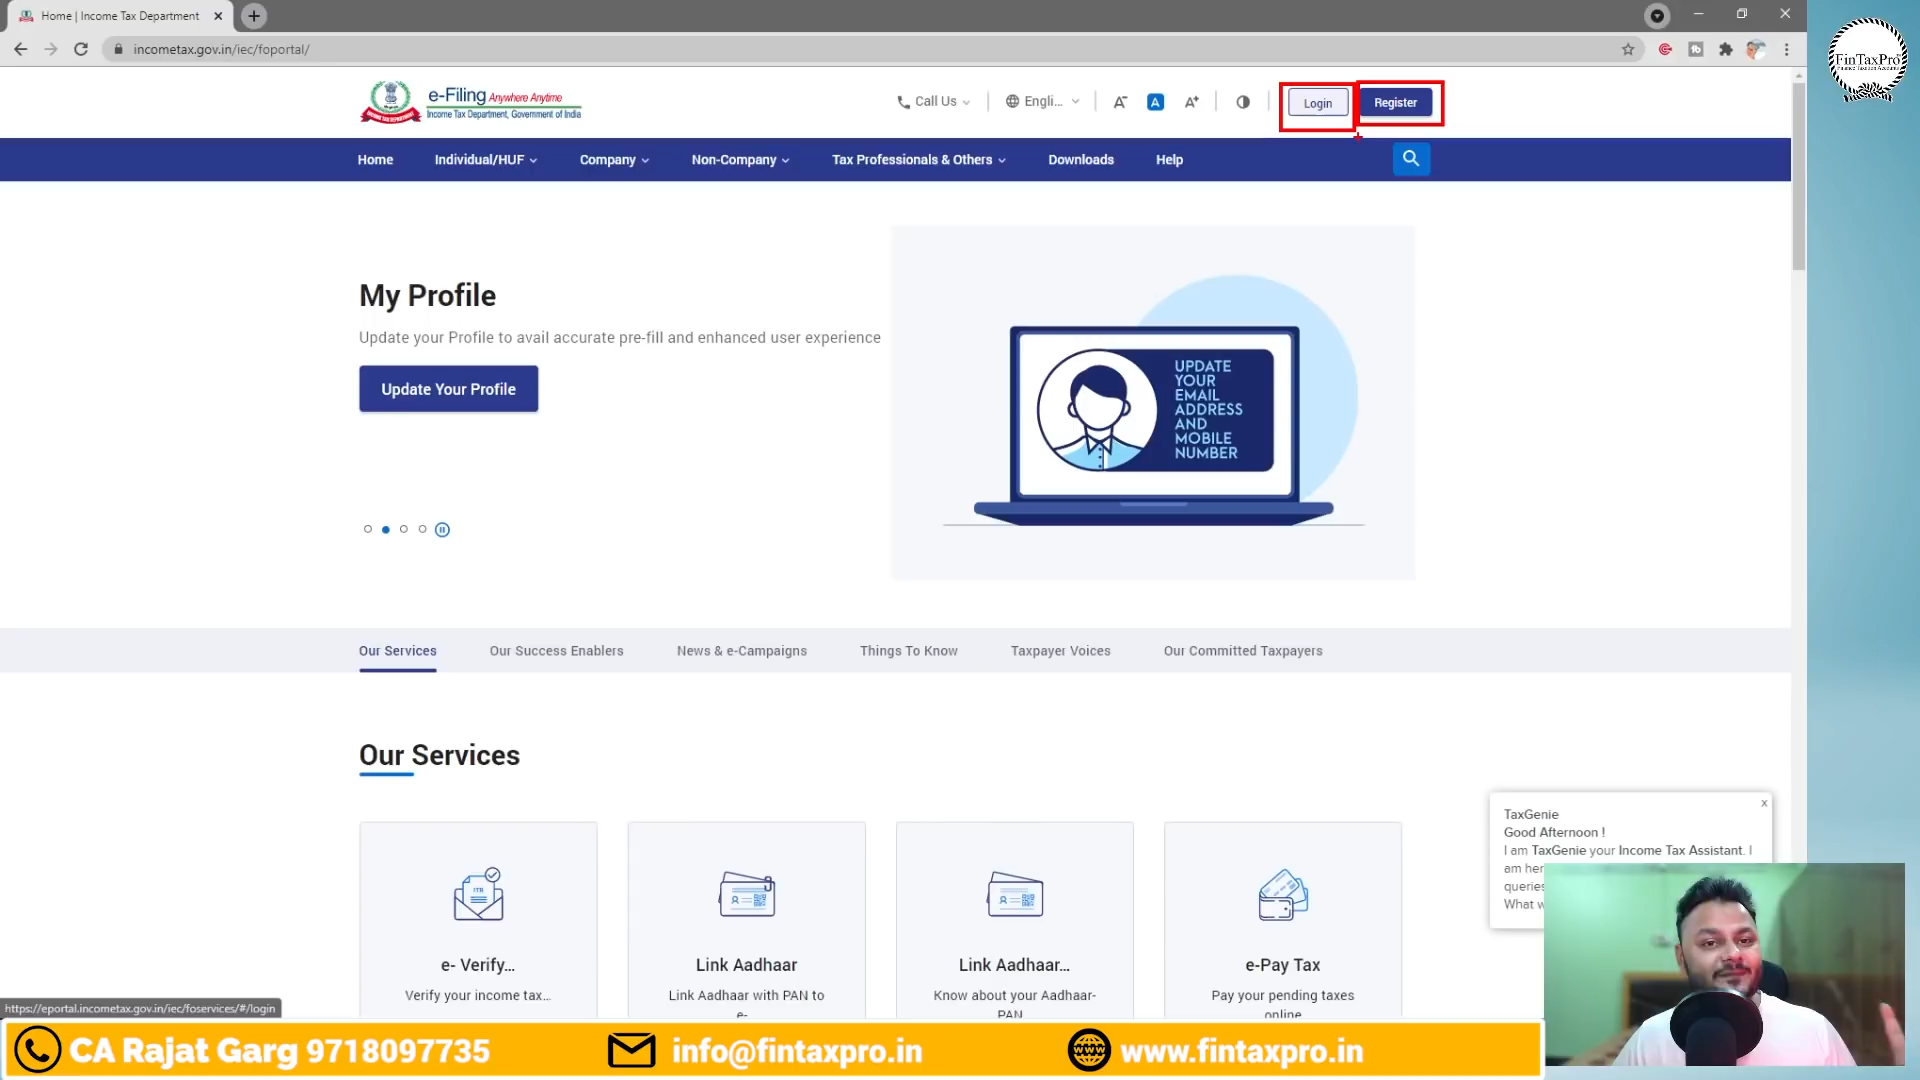 Home | Income Tax Department
incometax.gov.in/iec/foportal/
FinTaxPro
e-Filing Anywhere Anytime
Income Tax Department, Government of India
Call Us
Engli...
A-
A
A+
Login
Register
Home
Individual/HUF
Company
Non-Company
Tax Professionals & Others
Downloads
Help
My Profile
Update your Profile to avail accurate pre-fill and enhanced user experience
Update Your Profile
UPDATE
YOUR
EMAIL
ADDRESS
AND
MOBILE
NUMBER
Our Services
Our Success Enablers
News & e-Campaigns
Things To Know
Taxpayer Voices
Our Committed Taxpayers
Our Services
ITR
e- Verify...
Verify your income tax...
Link Aadhaar
Link Aadhaar with PAN to
e-
Link Aadhaar...
Know about your Aadhaar-
PAN
e-Pay Tax
Pay your pending taxes
online
x
TaxGenie
Good Afternoon !
I am TaxGenie your Income Tax Assistant. I
am her
queries
What w
https://eportal.incometax.gov.in/iec/foservices/#/login
CA Rajat Garg 9718097735
info@fintaxpro.in
WWW
www.fintaxpro.in